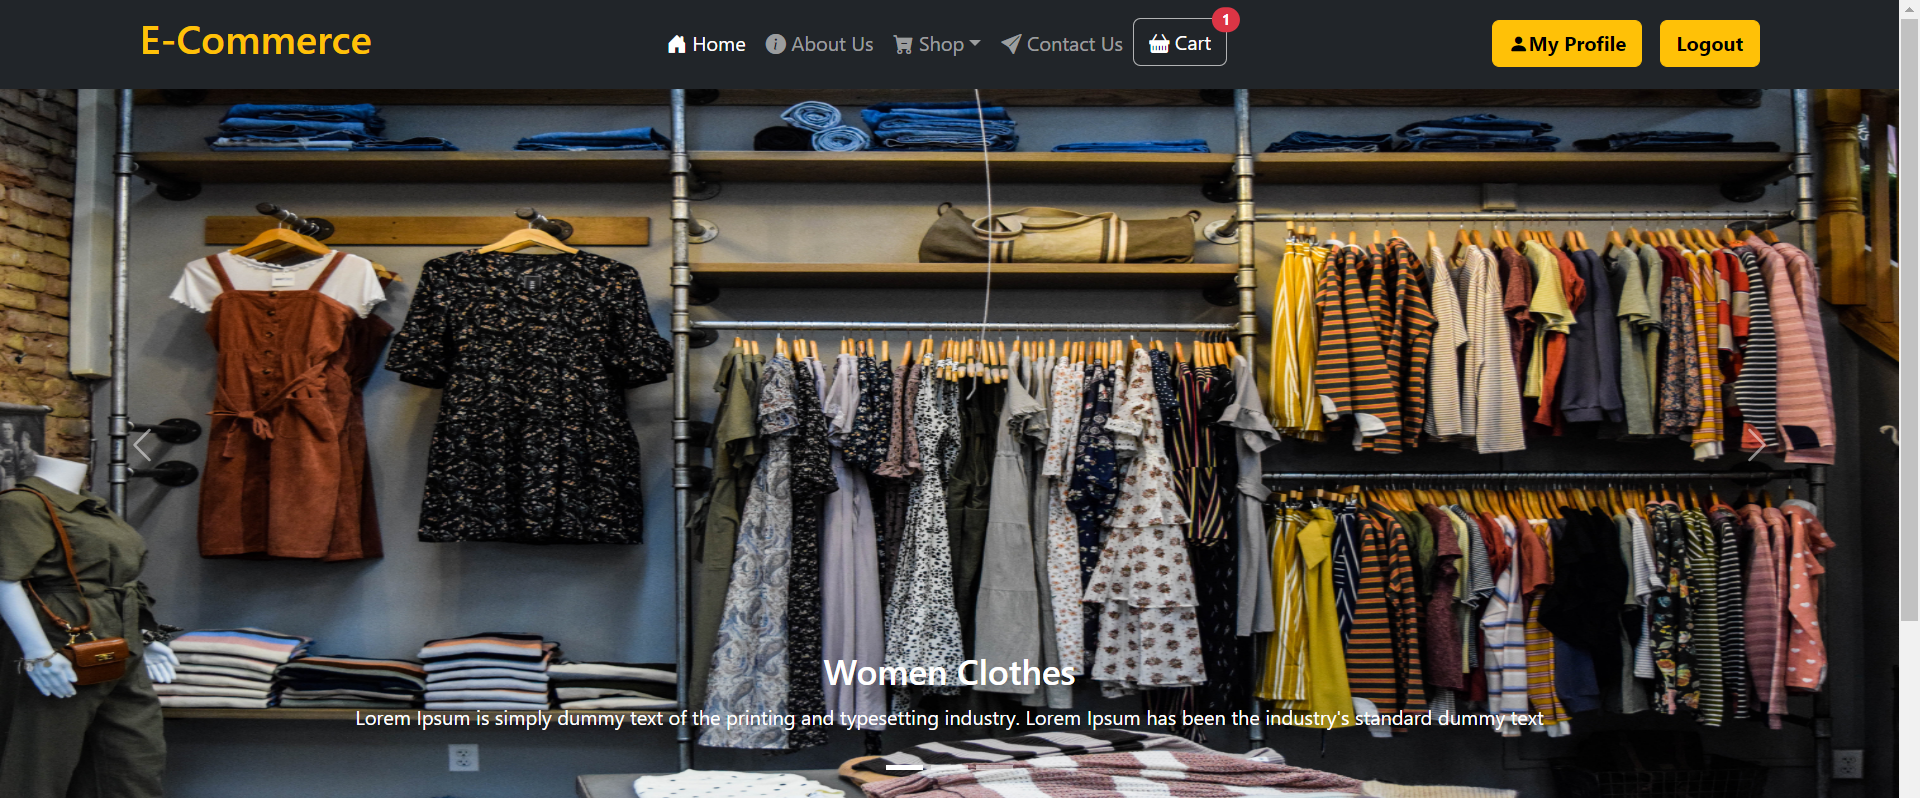 E-Commerce
Home
About Us
Shop
Contact Us
Cart
1
My Profile
Logout
Women Clothes
Lorem Ipsum is simply dummy text of the printing and typesetting industry. Lorem Ipsum has been the industry's standard dummy text